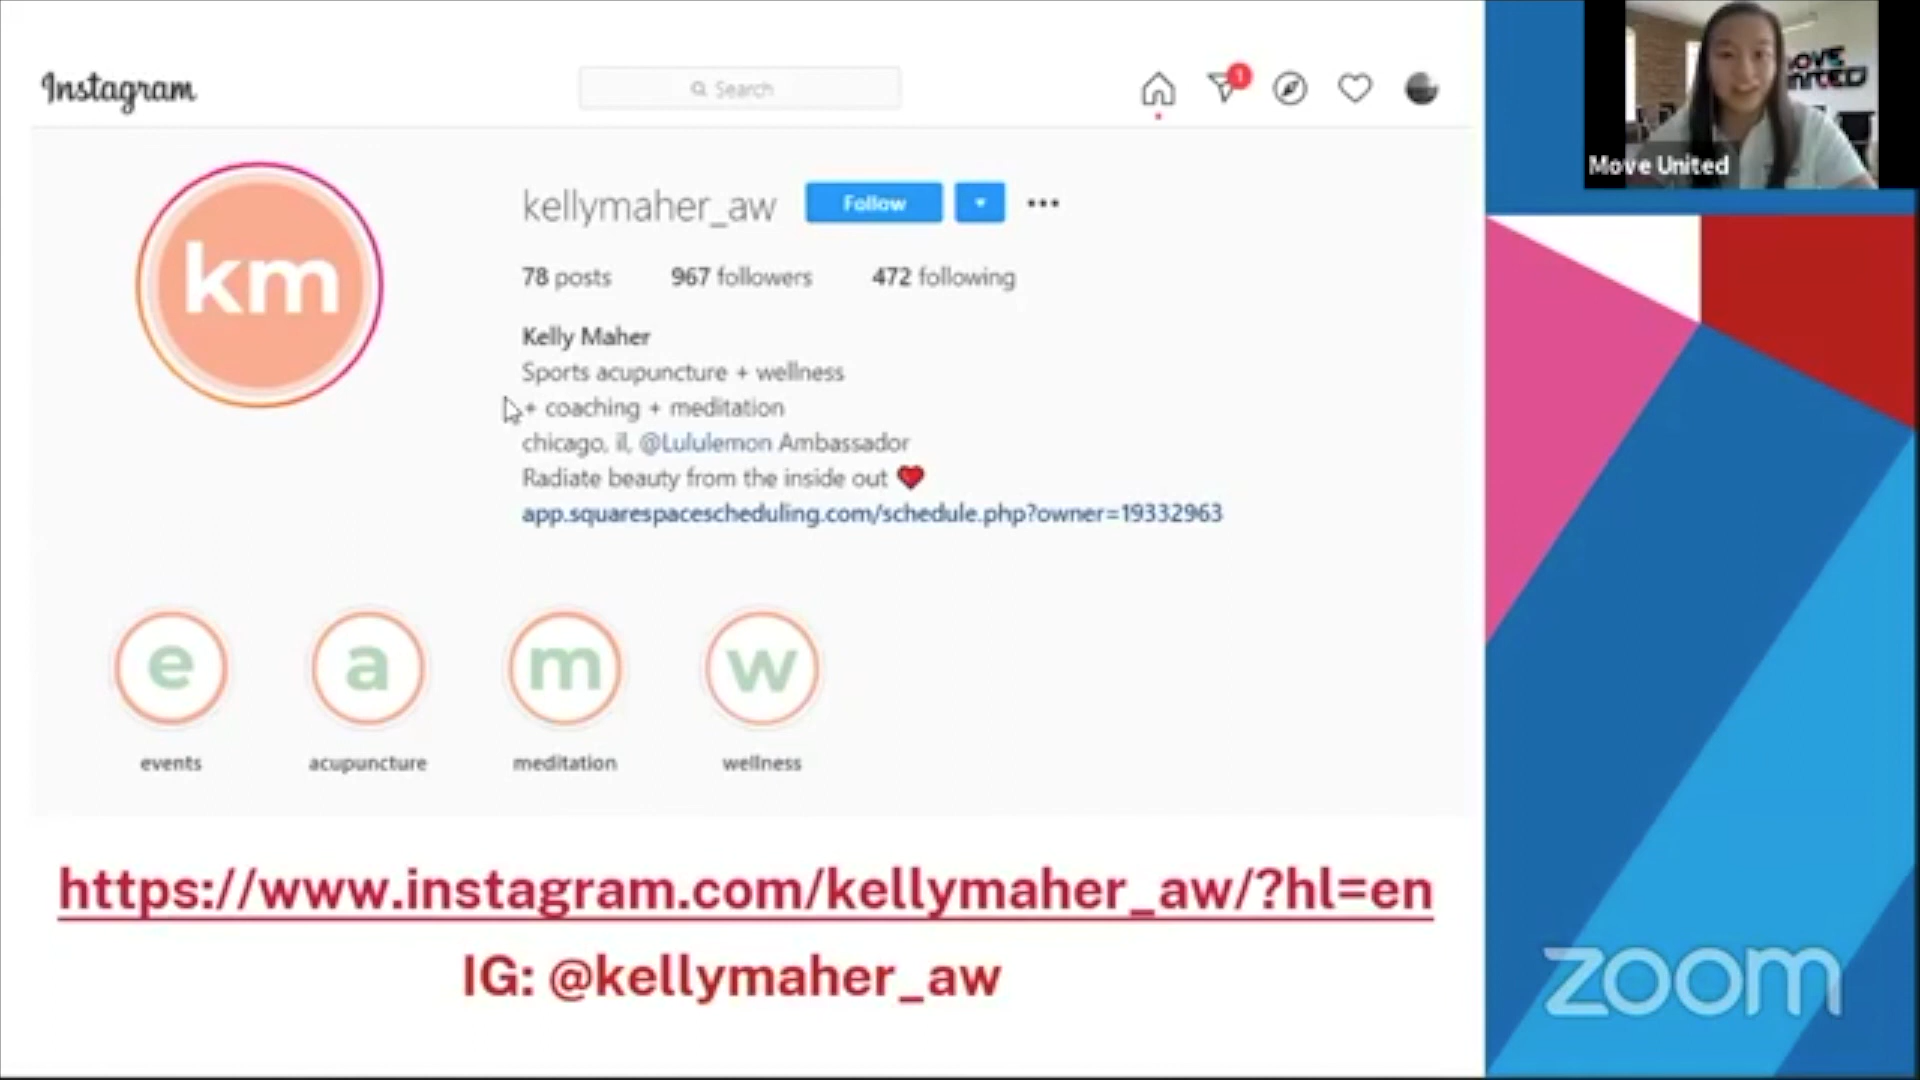 Instagram
Search
1
km
kellymaher_aw
Follow
78 posts 967 followers 472 following
Kelly Maher
Sports acupuncture + wellness
+ coaching + meditation
chicago, il, @Lululemon Ambassador
Radiate beauty from the inside out ❤
app.squarespacescheduling.com/schedule.php?owner=19332963
e a m w
events acupuncture meditation wellness
https://www.instagram.com/kellymaher_aw/?hl=en
IG: @kellymaher_aw
Move United
zoom